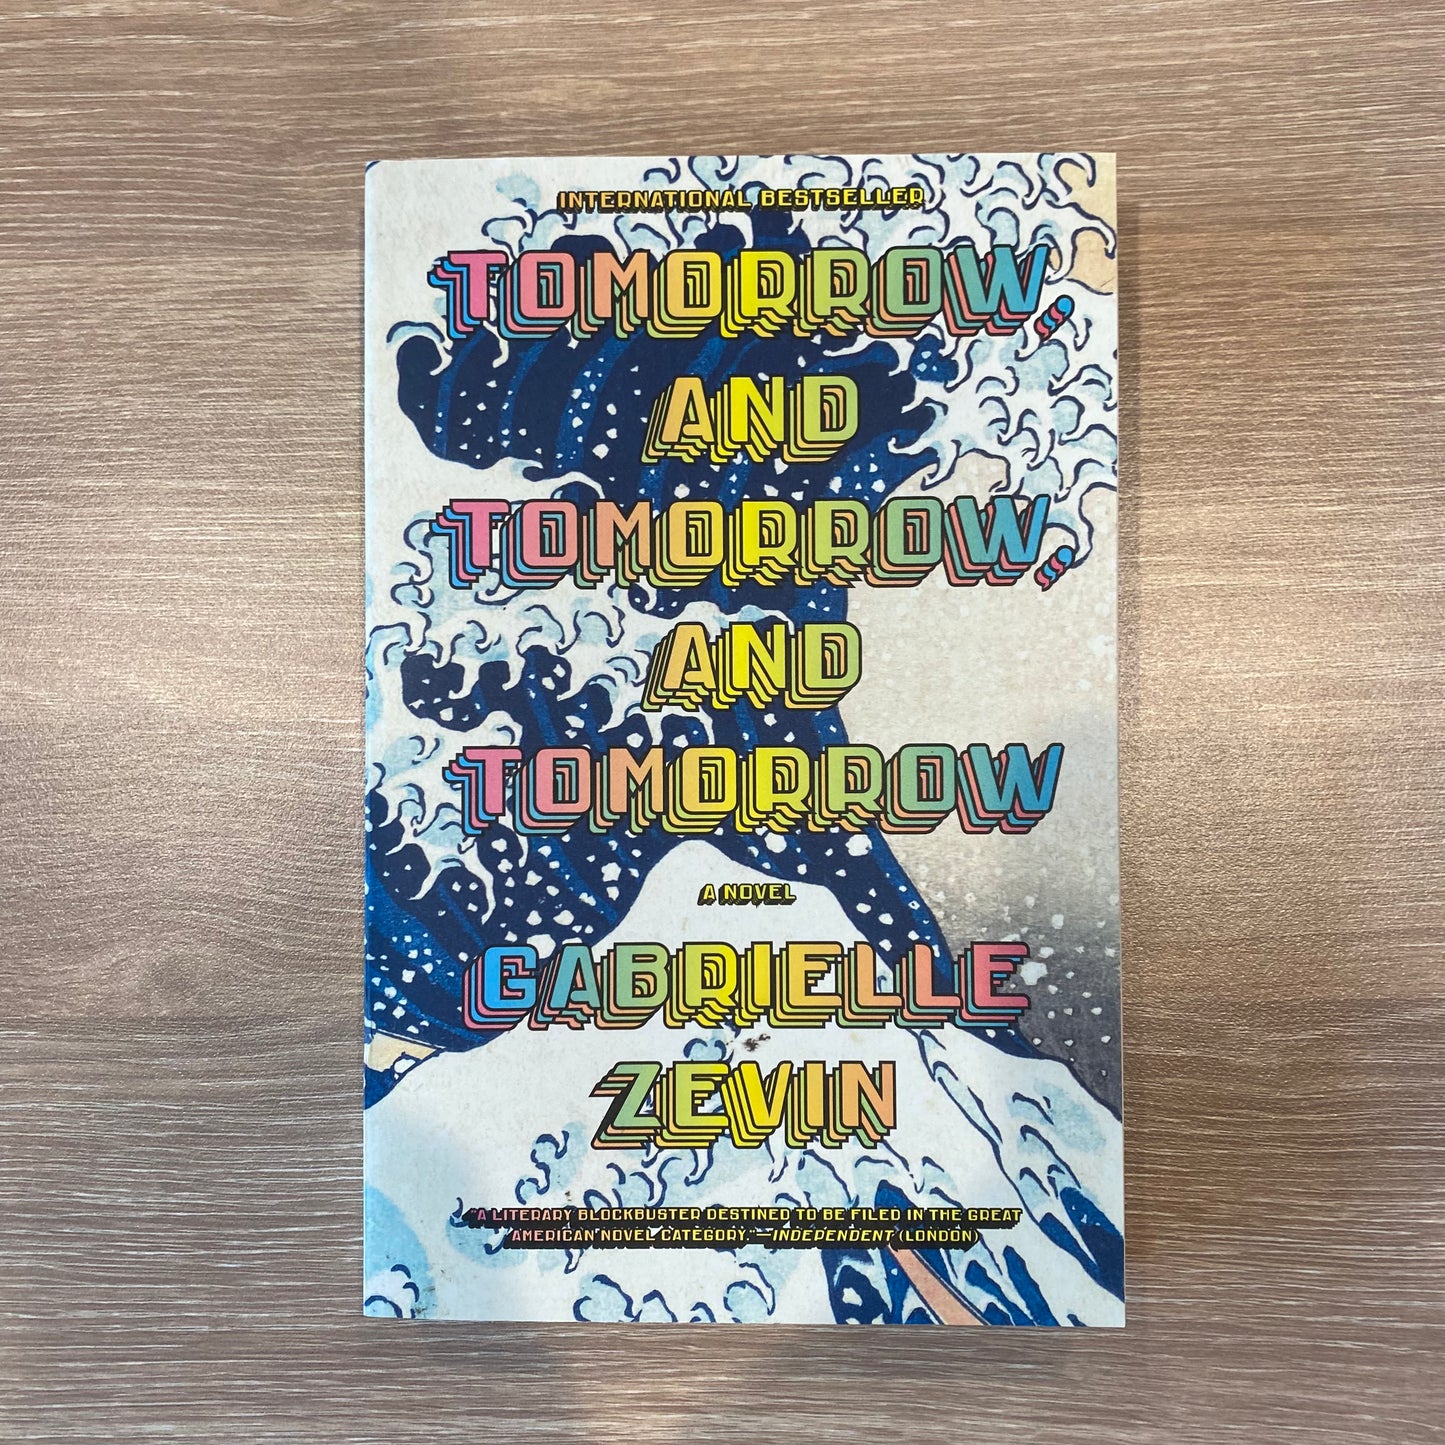 INTERNATIONAL BESTSELLER
TOMORROW,
AND
TOMORROW,
AND
TOMORROW
A NOVEL
GABRIELLE
ZEVIN
"A LITERARY BLOCKBUSTER DESTINED TO BE FILED IN THE GREAT
AMERICAN NOVEL CATEGORY."—INDEPENDENT (LONDON)